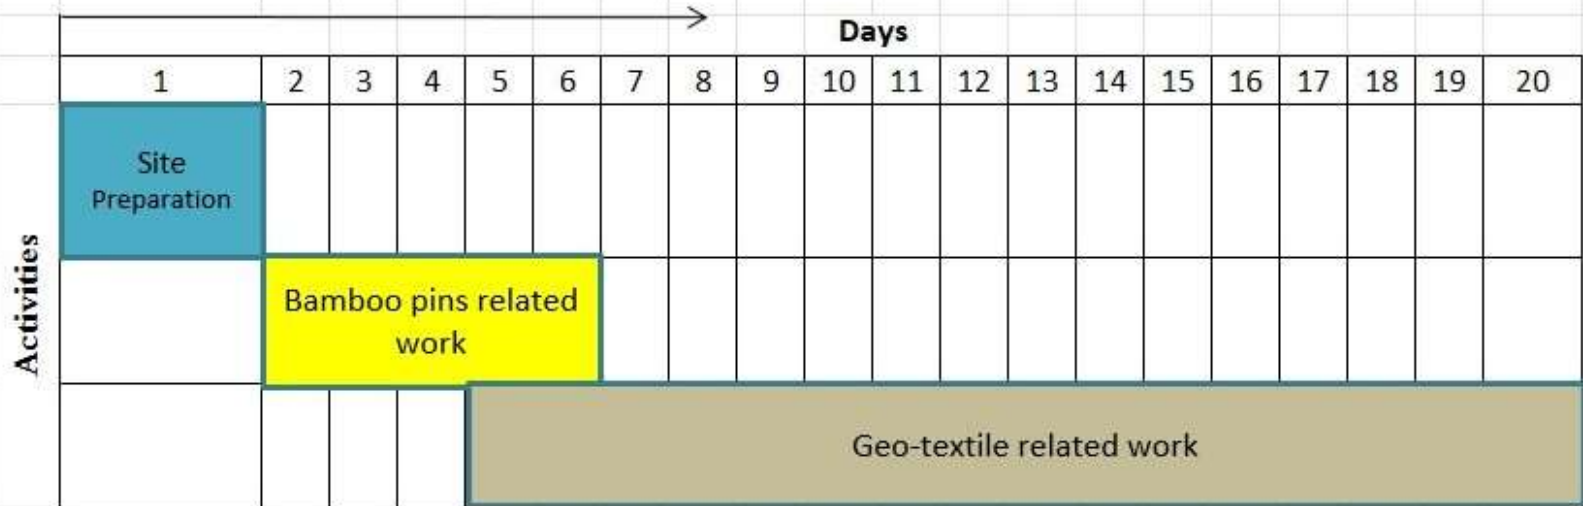 Days
1 2 3 4 5 6 7 8 9 10 11 12 13 14 15 16 17 18 19 20
Activities
Site
Preparation
Bamboo pins related
work
Geo-textile related work